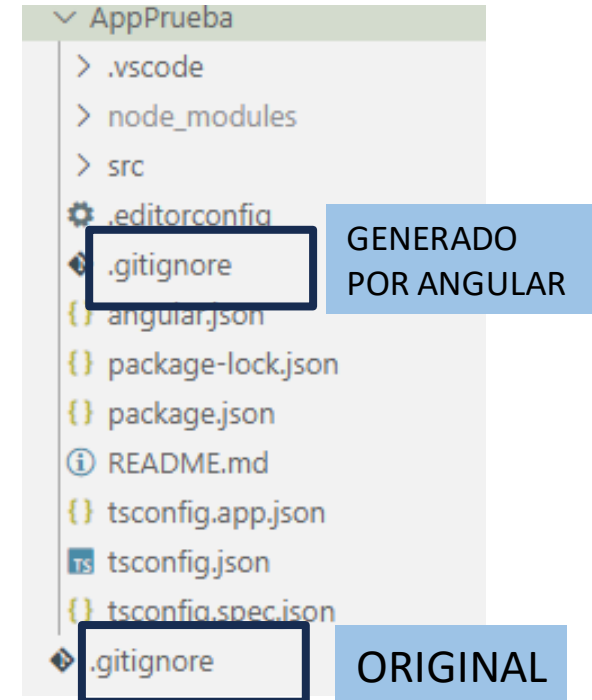 AppPrueba
.vscode
node_modules
src
.editorconfig
.gitignore
GENERADO
POR ANGULAR
angular.json
package-lock.json
package.json
README.md
tsconfig.app.json
TS tsconfig.json
tsconfig.spec.json
.gitignore
ORIGINAL